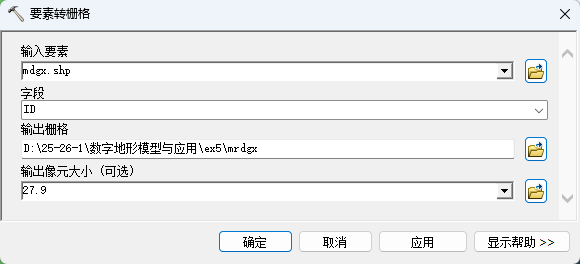 要素转栅格
输入要素
mdgx.shp
字段
ID
输出栅格
D:\25-26-1\数字地形模型与应用\ex5\mrdgx
输出像元大小 (可选)
27.9
确定 取消 应用 显示帮助 >>